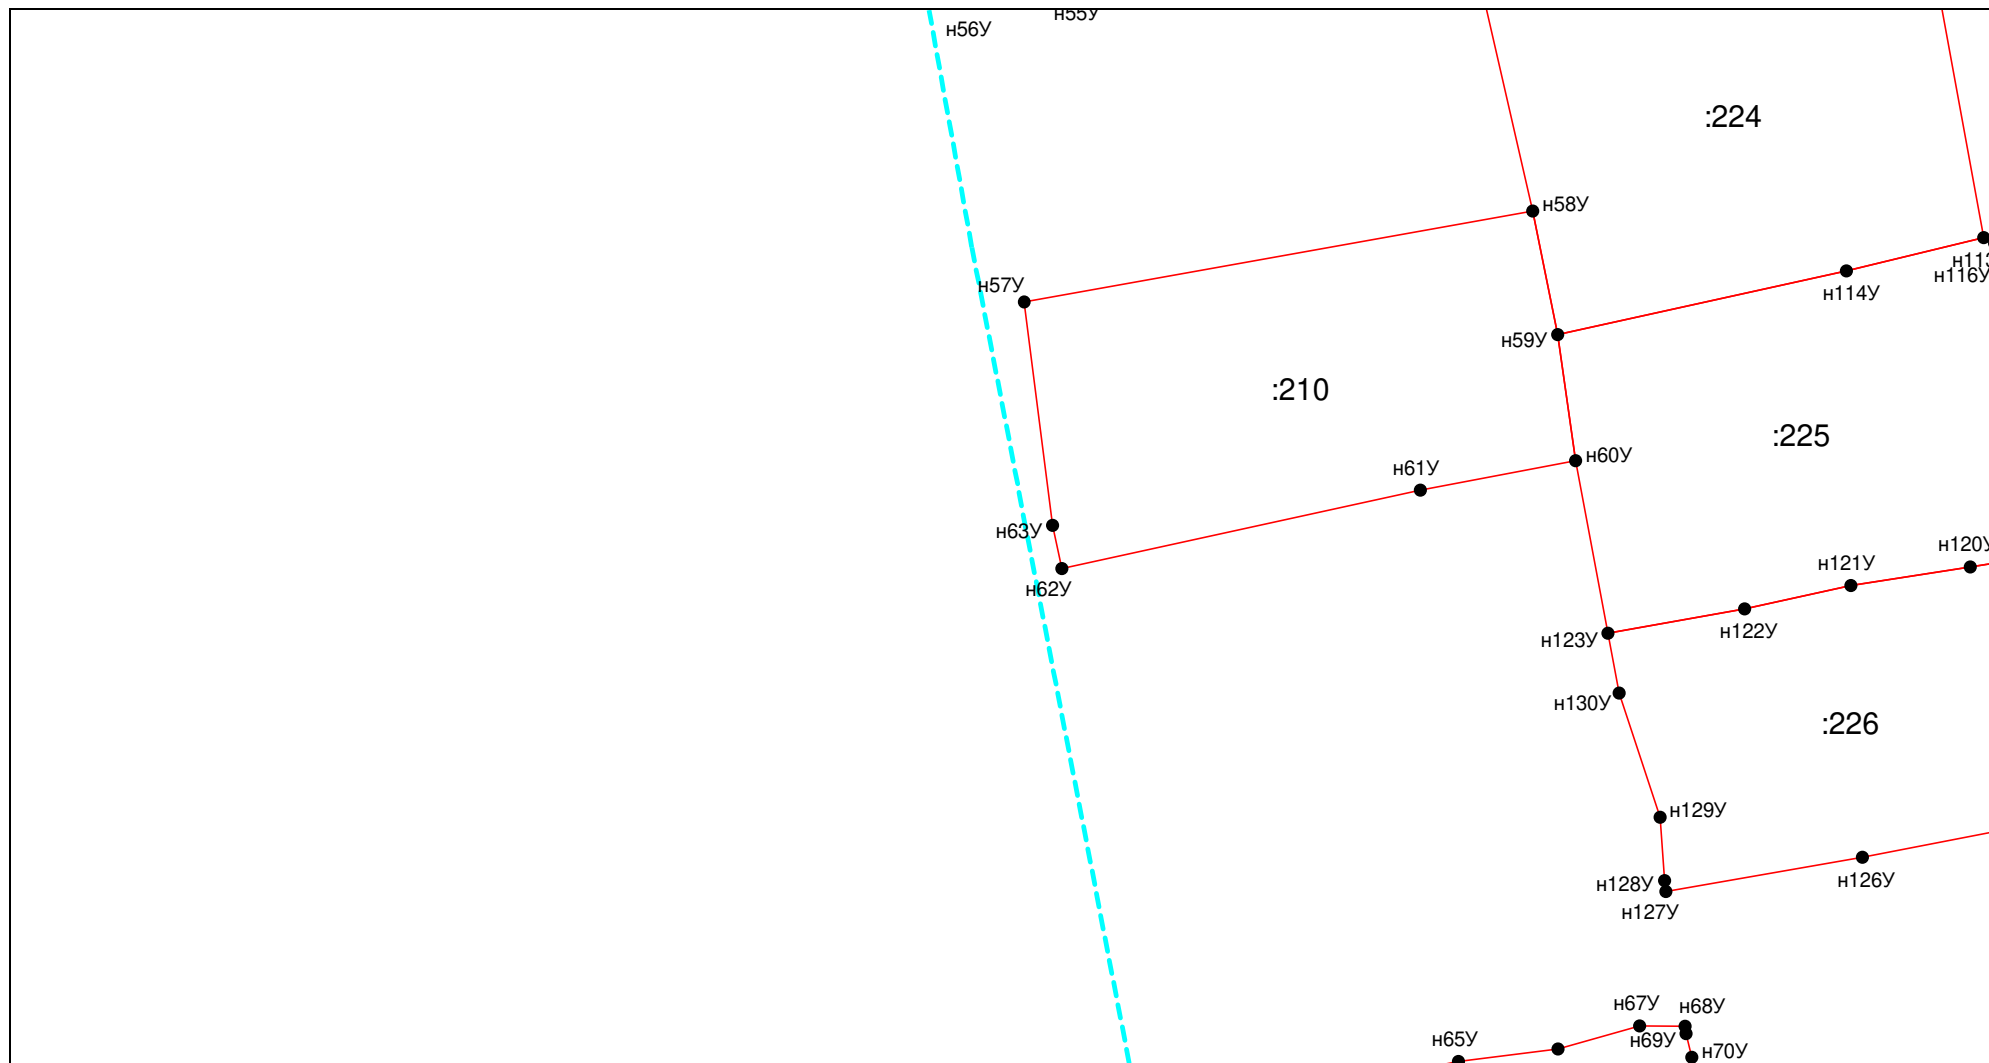 н55У
н56У
:224
н58У
н113
н116У
н57У
н114У
н59У
:210
:225
н60У
н61У
н63У
н120У
н121У
н62У
н122У
н123У
н130У
:226
н129У
н126У
н128У
н127У
н67У
н68У
н69У
н65У
н70У